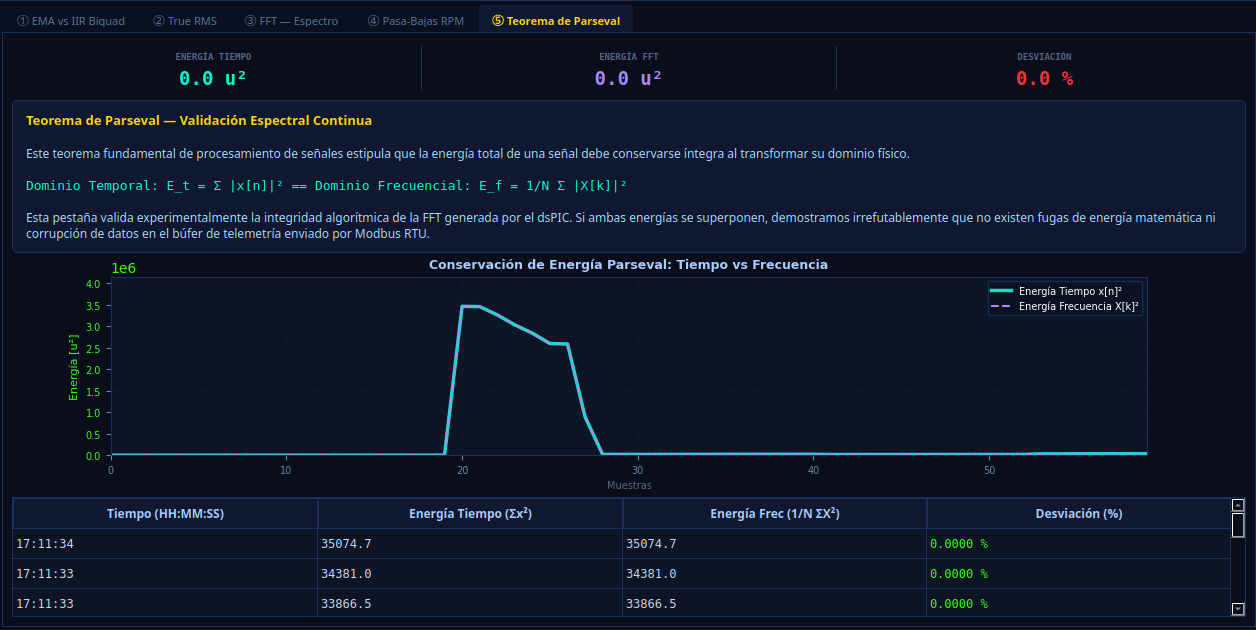 ① EMA vs IIR Biquad ② True RMS ③ FFT — Espectro ④ Pasa-Bajas RPM ⑤ Teorema de Parseval
ENERGÍA TIEMPO ENERGÍA FFT DESVIACIÓN
0.0 u² 0.0 u² 0.0 %
Teorema de Parseval — Validación Espectral Continua
Este teorema fundamental de procesamiento de señales estipula que la energía total de una señal debe conservarse íntegra al transformar su dominio físico.
Dominio Temporal: E_t = Σ |x[n]|² == Dominio Frecuencial: E_f = 1/N Σ |X[k]|²
Esta pestaña valida experimentalmente la integridad algorítmica de la FFT generada por el dsPIC. Si ambas energías se superponen, demostramos irrefutablemente que no existen fugas de energía matemática ni
corrupción de datos en el búfer de telemetría enviado por Modbus RTU.
Conservación de Energía Parseval: Tiempo vs Frecuencia
1e6
4.0
3.5
3.0
2.5
2.0
1.5
1.0
0.5
0.0
Energía [u²]
Energía Tiempo x[n]²
Energía Frecuencia X[k]²
0 10 20 30 40 50
Muestras
Tiempo (HH:MM:SS) Energía Tiempo (Σx²) Energía Frec (1/N ΣX²) Desviación (%)
17:11:34 35074.7 35074.7 0.0000 %
17:11:33 34381.0 34381.0 0.0000 %
17:11:33 33866.5 33866.5 0.0000 %